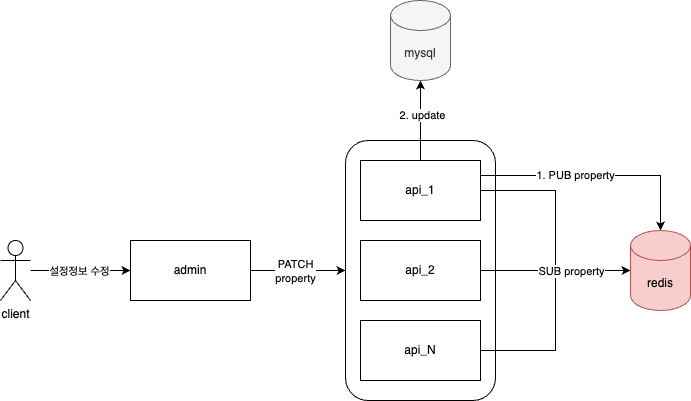 mysql
2. update
api_1
1. PUB property
설정정보 수정
admin
PATCH
property
api_2
SUB property
redis
client
api_N